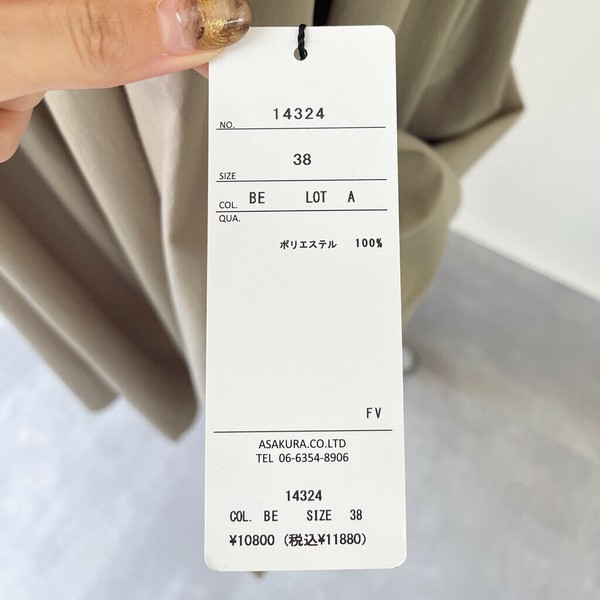 NO. 14324
SIZE 38
COL. BE LOT A
QUA.
ポリエステル 100%
FV
ASAKURA.CO.LTD
TEL 06-6354-8906
14324
COL. BE SIZE 38
¥10800 (税込¥11880)